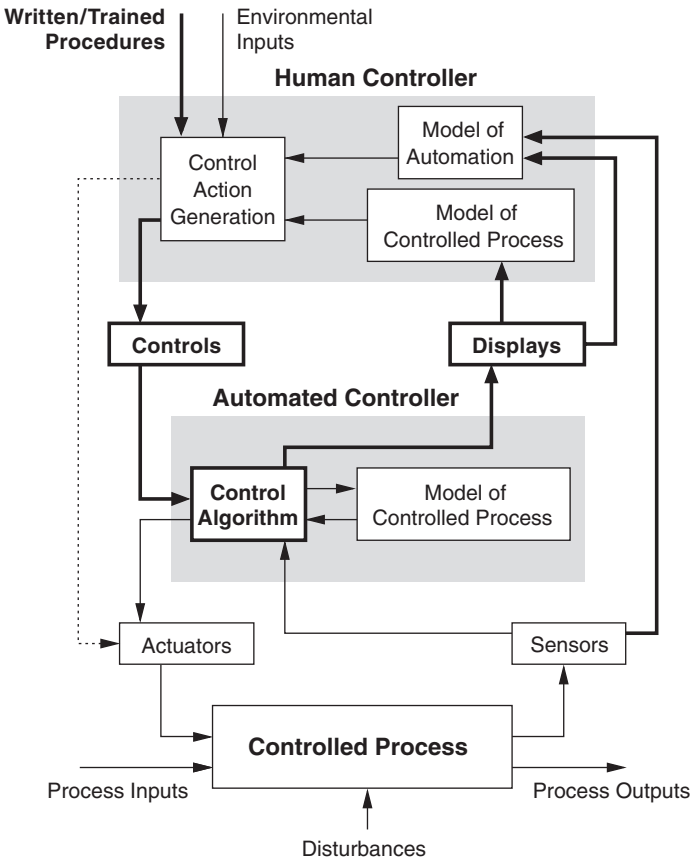 Written/Trained
Procedures
Environmental
Inputs
Human Controller
Control
Action
Generation
Model of
Automation
Model of
Controlled Process
Controls
Displays
Automated Controller
Control
Algorithm
Model of
Controlled Process
Actuators
Sensors
Controlled Process
Process Inputs
Process Outputs
Disturbances